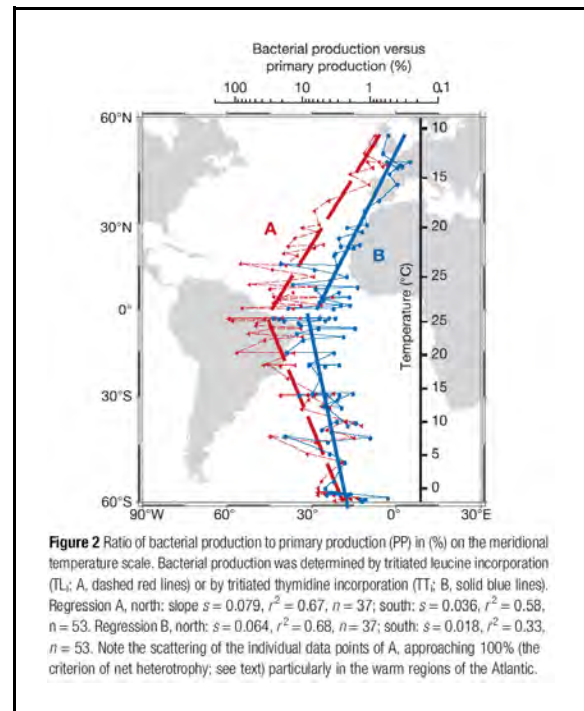 Bacterial production versus
primary production (%)
100 10 1 0.1
60°N
30°N
0°
30°S
60°S
90°W 30° 0° 30°E
A
B
10
15
20
25
25
20
15
10
5
0
Temperature (°C)
Figure 2 Ratio of bacterial production to primary production (PP) in (%) on the meridional
temperature scale. Bacterial production was determined by tritiated leucine incorporation
(TLi; A, dashed red lines) or by tritiated thymidine incorporation (TTi; B, solid blue lines).
Regression A, north: slope s = 0.079, r² = 0.67, n = 37; south: s = 0.036, r² = 0.58,
n = 53. Regression B, north: s = 0.064, r² = 0.68, n = 37; south: s = 0.018, r² = 0.33,
n = 53. Note the scattering of the individual data points of A, approaching 100% (the
criterion of net heterotrophy; see text) particularly in the warm regions of the Atlantic.